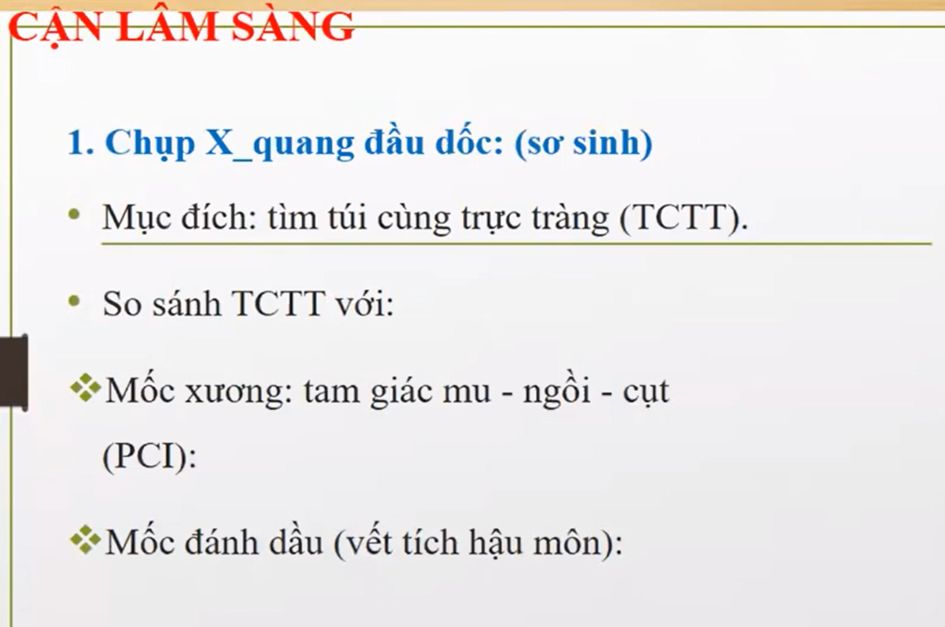 CẬN LÂM SÀNG
1. Chụp X_quang đầu dốc: (sơ sinh)
• Mục đích: tìm túi cùng trực tràng (TCTT).
• So sánh TCTT với:
❖Mốc xương: tam giác mu - ngồi - cụt
(PCI):
❖Mốc đánh dầu (vết tích hậu môn):